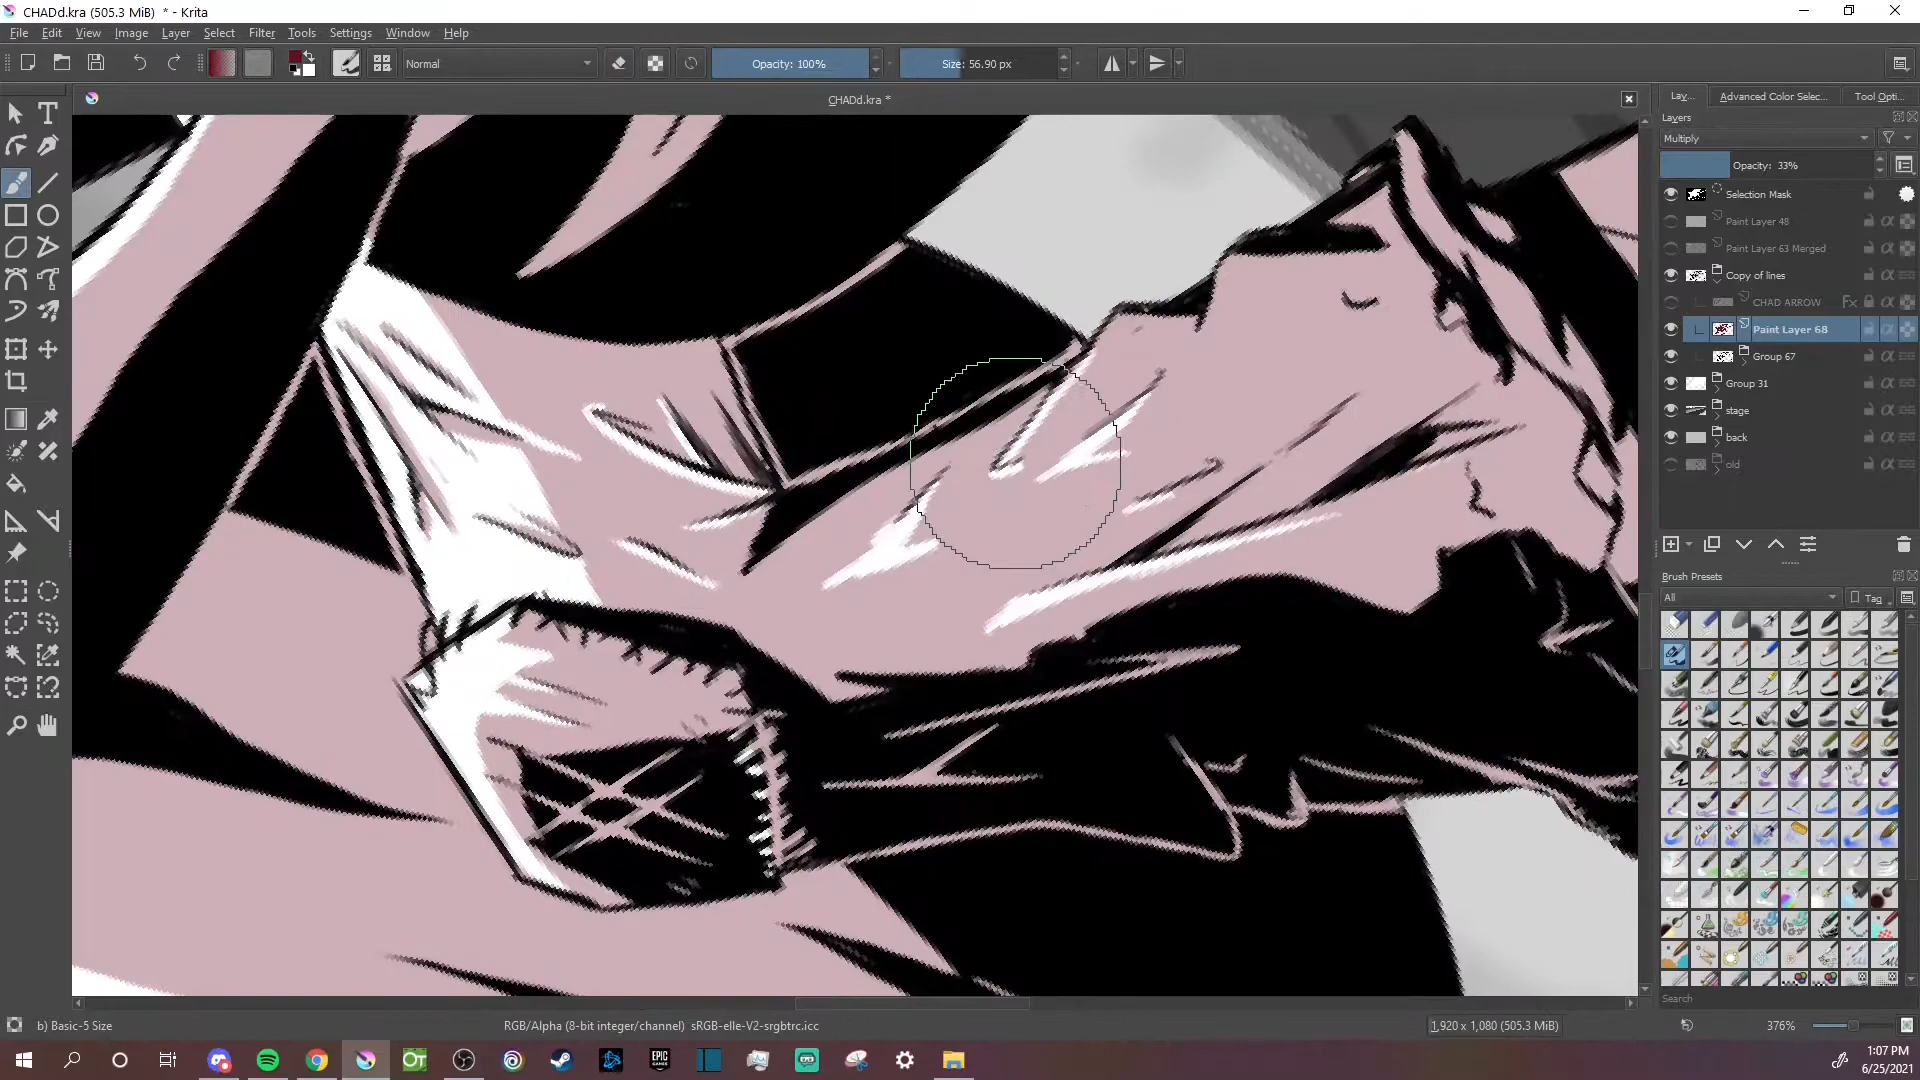 CHADd.kra (505.3 MiB) * - Krita
File Edit View Image Layer Select Filter Tools Settings Window Help
Normal
Opacity: 100%
Size: 56.90 px
CHADd.kra *
Lay...
Advanced Color Selec...
Tool Opti...
Layers
Multiply
Opacity: 33%
Selection Mask
Paint Layer 48
Paint Layer 63 Merged
Copy of lines
CHAD ARROW
Fx
Paint Layer 68
Group 67
Group 31
stage
back
old
Brush Presets
All
Tag
Search
b) Basic-5 Size
RGB/Alpha (8-bit integer/channel) sRGB-elle-V2-srgbtrc.icc
1,920 x 1,080 (505.3 MiB)
376%
OT
EPIC GAMES
1:07 PM
6/25/2021